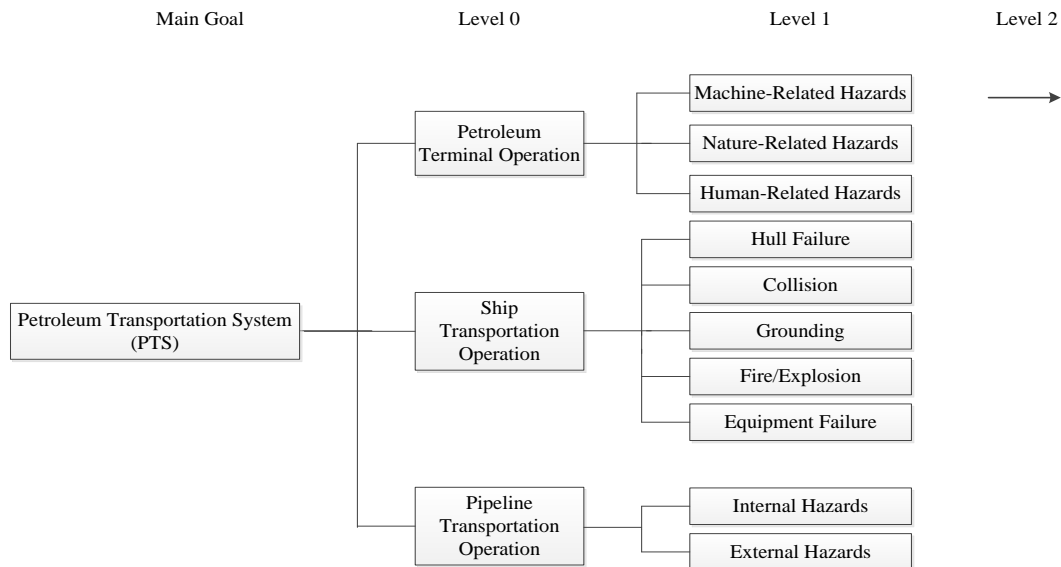 Main Goal
Level 0
Level 1
Level 2
Petroleum Transportation System
(PTS)
Petroleum
Terminal Operation
Machine-Related Hazards
Nature-Related Hazards
Human-Related Hazards
Ship
Transportation
Operation
Hull Failure
Collision
Grounding
Fire/Explosion
Equipment Failure
Pipeline
Transportation
Operation
Internal Hazards
External Hazards